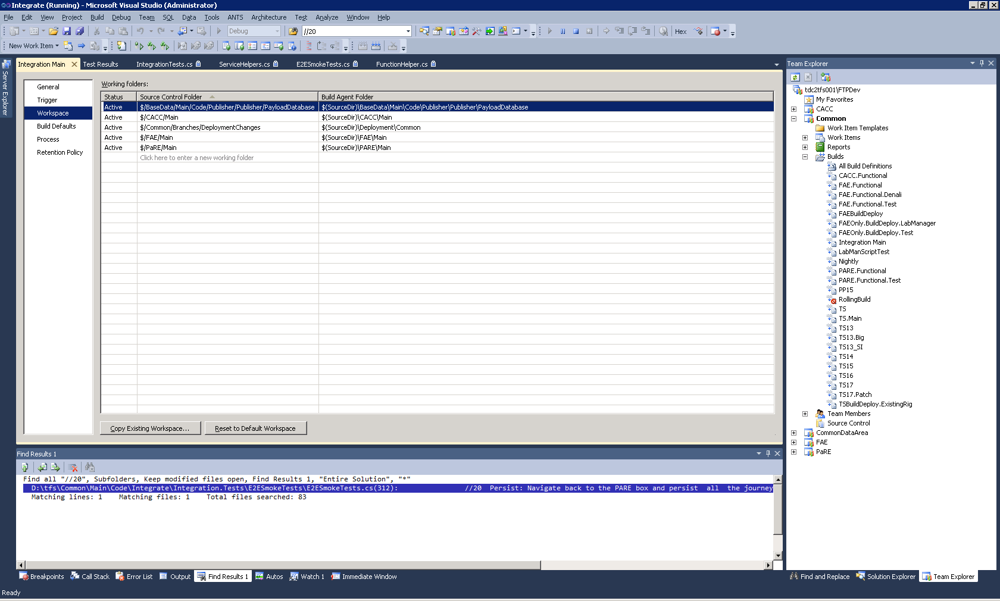 Integrate (Running) - Microsoft Visual Studio (Administrator)
File Edit View Project Build Debug Team SQL Data Tools ANTS Architecture Test Analyze Window Help
Debug //20 Hex
New Work Item
Server Explorer
Integration Main Test Results IntegrationTests.cs ServiceHelpers.cs E2ESmokeTests.cs FunctionHelper.cs
General
Trigger
Workspace
Build Defaults
Process
Retention Policy
Working folders:
Status Source Control Folder Build Agent Folder
Active $/BaseData/Main/Code/Publisher/Publisher/PayloadDatabase $(SourceDir)\BaseData\Main\Code\Publisher\Publisher\PayloadDatabase
Active $/CACC/Main $(SourceDir)\CACC\Main
Active $/Common/Branches/DeploymentChanges $(SourceDir)\Deployment\Common
Active $/FAE/Main $(SourceDir)\FAE\Main
Active $/PaRE/Main $(SourceDir)\PARE\Main
Click here to enter a new working folder
Copy Existing Workspace... Reset to Default Workspace
Find Results 1
Find all "//20", Subfolders, Keep modified files open, Find Results 1, "Entire Solution", "*"
D:\tfs\Common\Main\Code\Integrate\Integration.Tests\E2ESmokeTests\E2ESmokeTests.cs(312): //20 Persist: Navigate back to the PARE box and persist all the journey
Matching lines: 1 Matching files: 1 Total files searched: 83
Breakpoints Call Stack Error List Output Find Results 1 Autos Watch 1 Immediate Window
Ready
Team Explorer
tdc2tfs001\FTPDev
My Favorites
CACC
Common
Work Item Templates
Work Items
Reports
Builds
All Build Definitions
CACC.Functional
FAE.Functional
FAE.Functional.Denali
FAE.Functional.Test
FAEBuildDeploy
FAEOnly.BuildDeploy.LabManager
FAEOnly.BuildDeploy.Test
Integration Main
LabManScriptTest
Nightly
PARE.Functional
PARE.Functional.Test
PP15
RollingBuild
TS
TS.Main
TS13
TS13.Big
TS13_SI
TS14
TS15
TS16
TS17
TS17.Patch
TSBuildDeploy.ExistingRig
Team Members
Source Control
CommonDataArea
FAE
PaRE
Find and Replace Solution Explorer Team Explorer